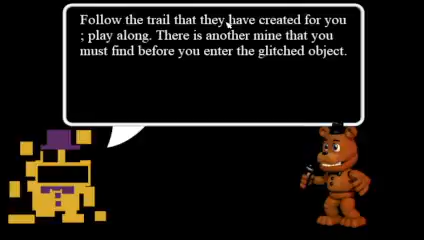 Follow the trail that they have created for you
; play along. There is another mine that you
must find before you enter the glitched object.